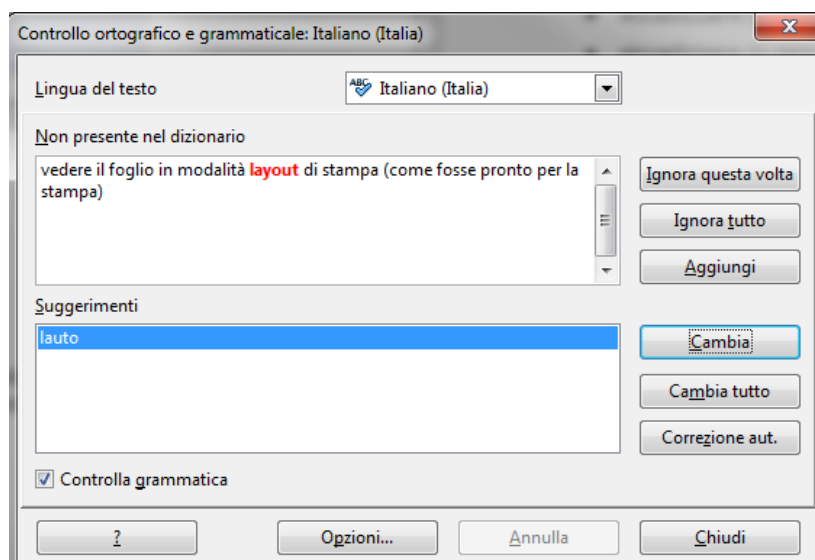 Controllo ortografico e grammaticale: Italiano (Italia)
Lingua del testo
ABC Italiano (Italia)
Non presente nel dizionario
vedere il foglio in modalità layout di stampa (come fosse pronto per la
stampa)
Ignora questa volta
Ignora tutto
Aggiungi
Suggerimenti
lauto
Cambia
Cambia tutto
Correzione aut.
Controlla grammatica
?
Opzioni...
Annulla
Chiudi